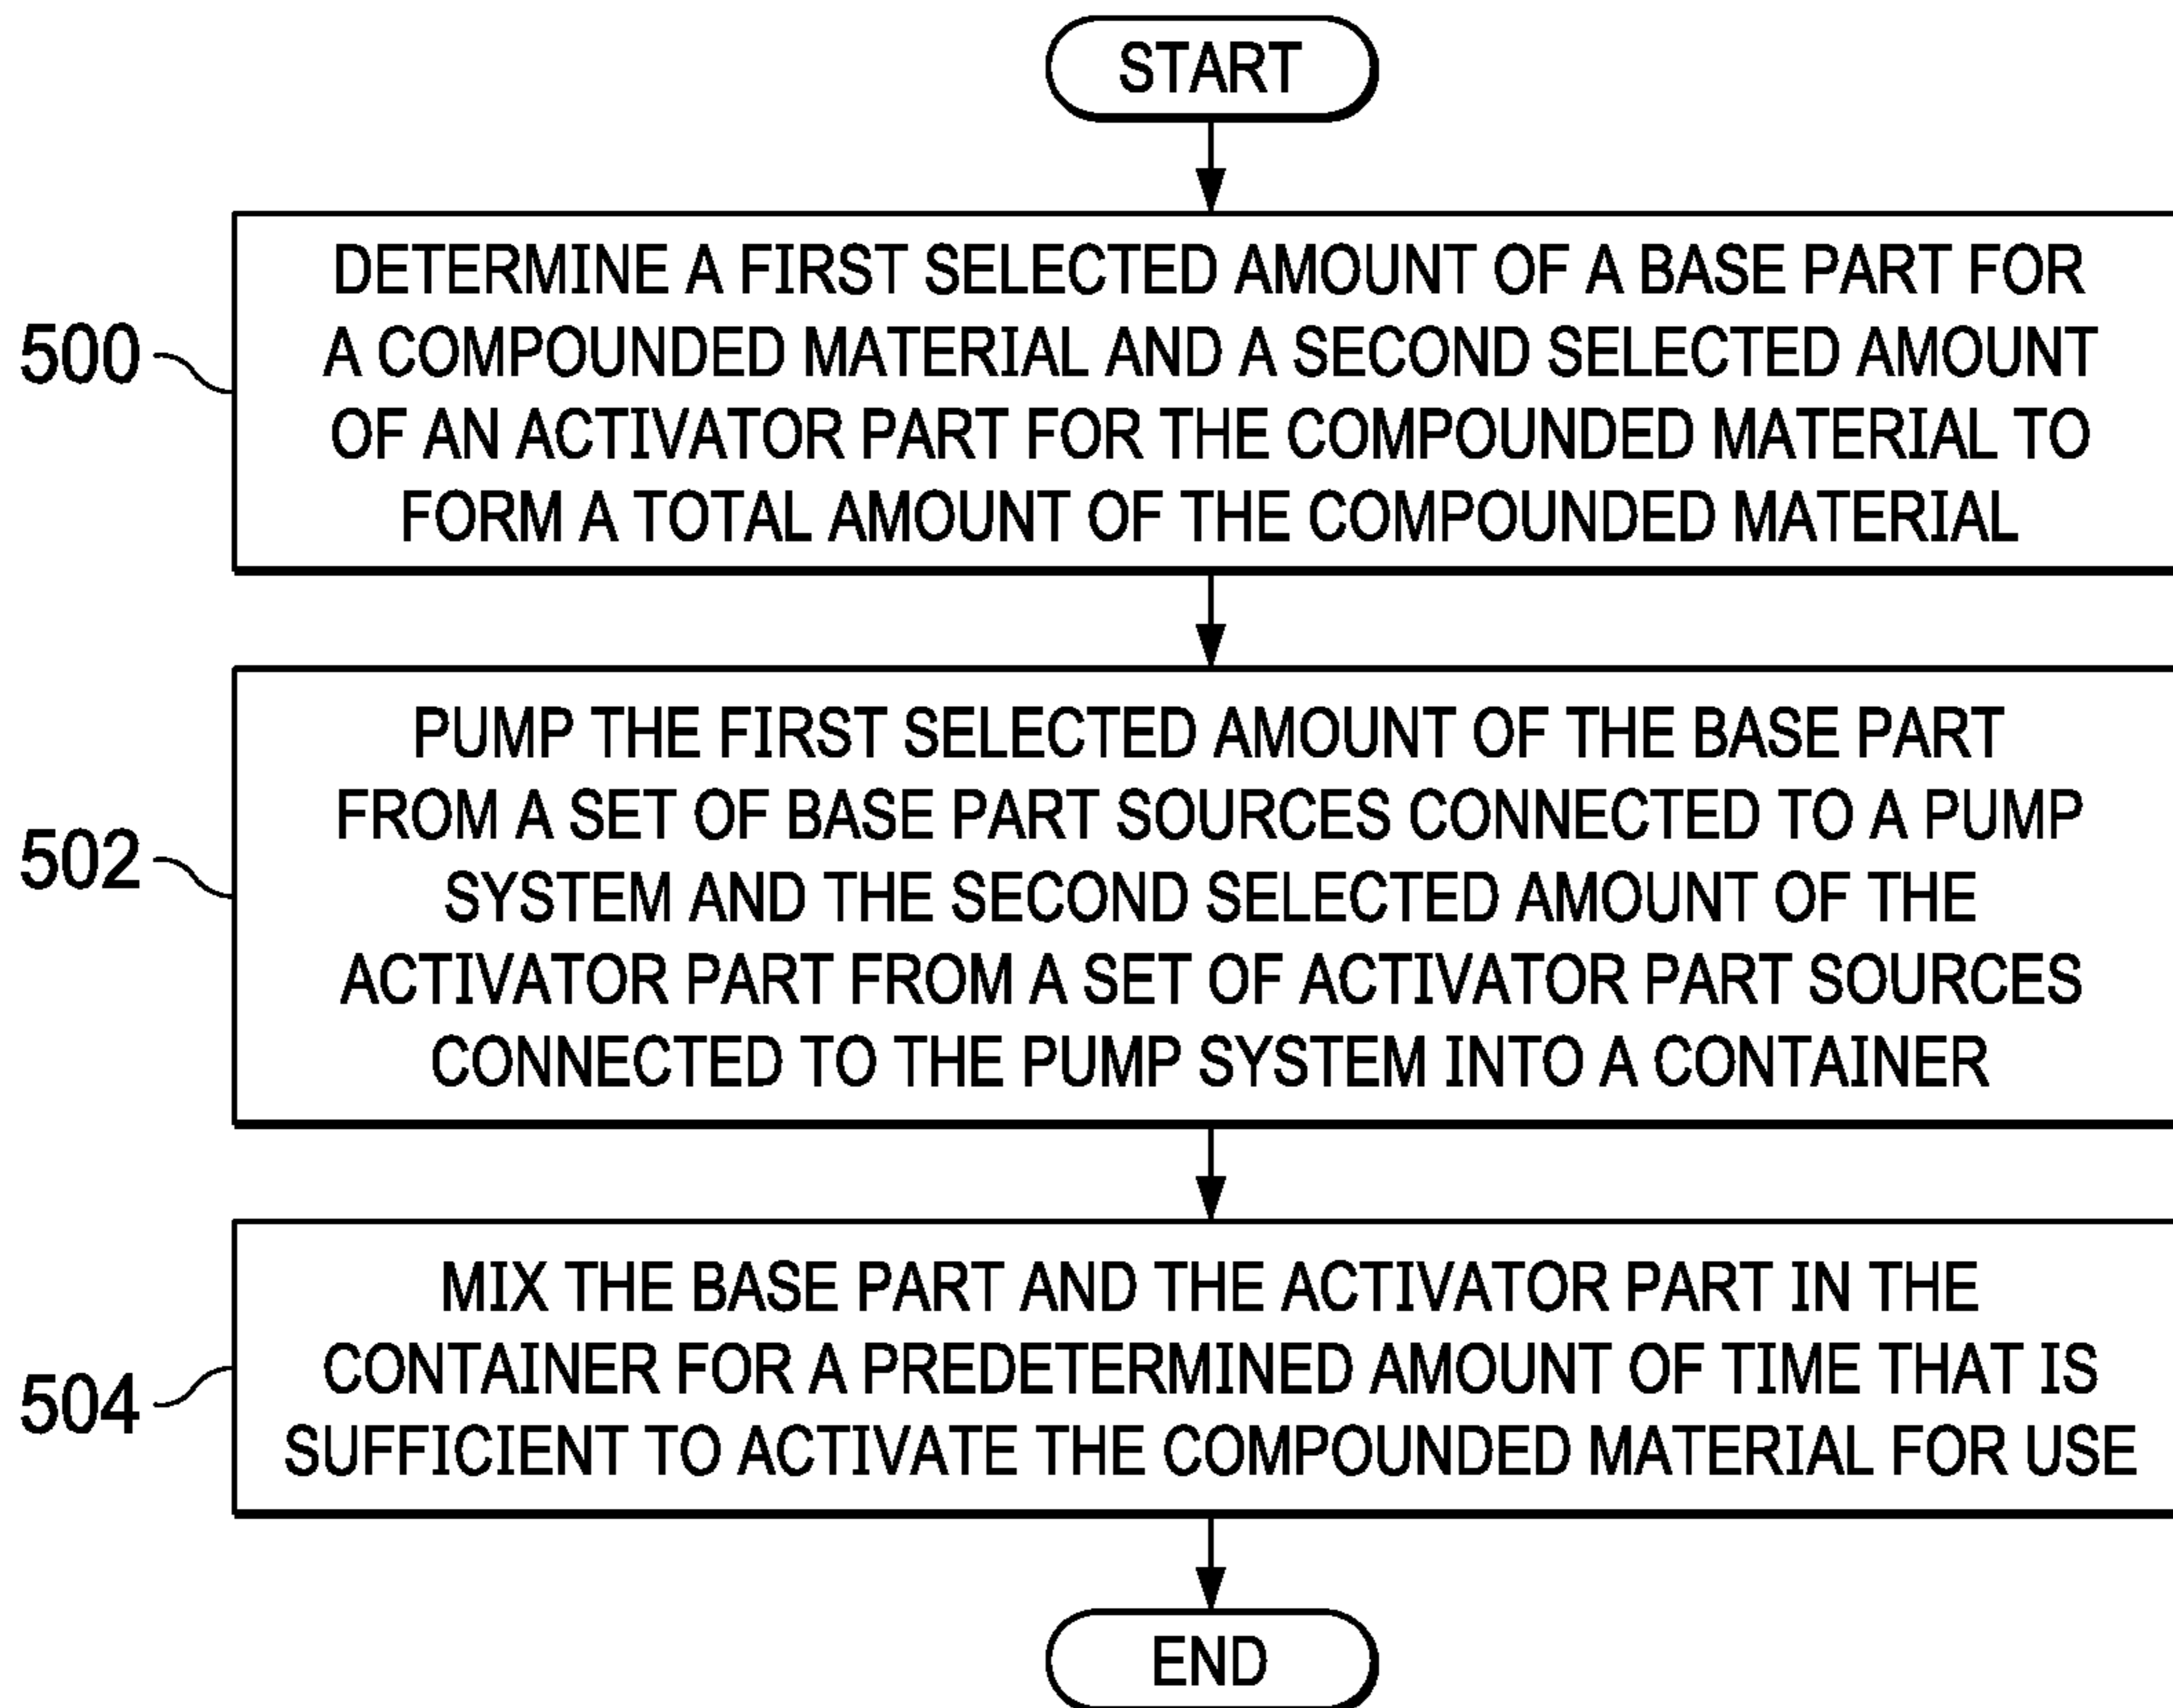 START
DETERMINE A FIRST SELECTED AMOUNT OF A BASE PART FOR
A COMPOUNDED MATERIAL AND A SECOND SELECTED AMOUNT
OF AN ACTIVATOR PART FOR THE COMPOUNDED MATERIAL TO
FORM A TOTAL AMOUNT OF THE COMPOUNDED MATERIAL
500
PUMP THE FIRST SELECTED AMOUNT OF THE BASE PART
FROM A SET OF BASE PART SOURCES CONNECTED TO A PUMP
SYSTEM AND THE SECOND SELECTED AMOUNT OF THE
ACTIVATOR PART FROM A SET OF ACTIVATOR PART SOURCES
CONNECTED TO THE PUMP SYSTEM INTO A CONTAINER
502
MIX THE BASE PART AND THE ACTIVATOR PART IN THE
CONTAINER FOR A PREDETERMINED AMOUNT OF TIME THAT IS
SUFFICIENT TO ACTIVATE THE COMPOUNDED MATERIAL FOR USE
504
END